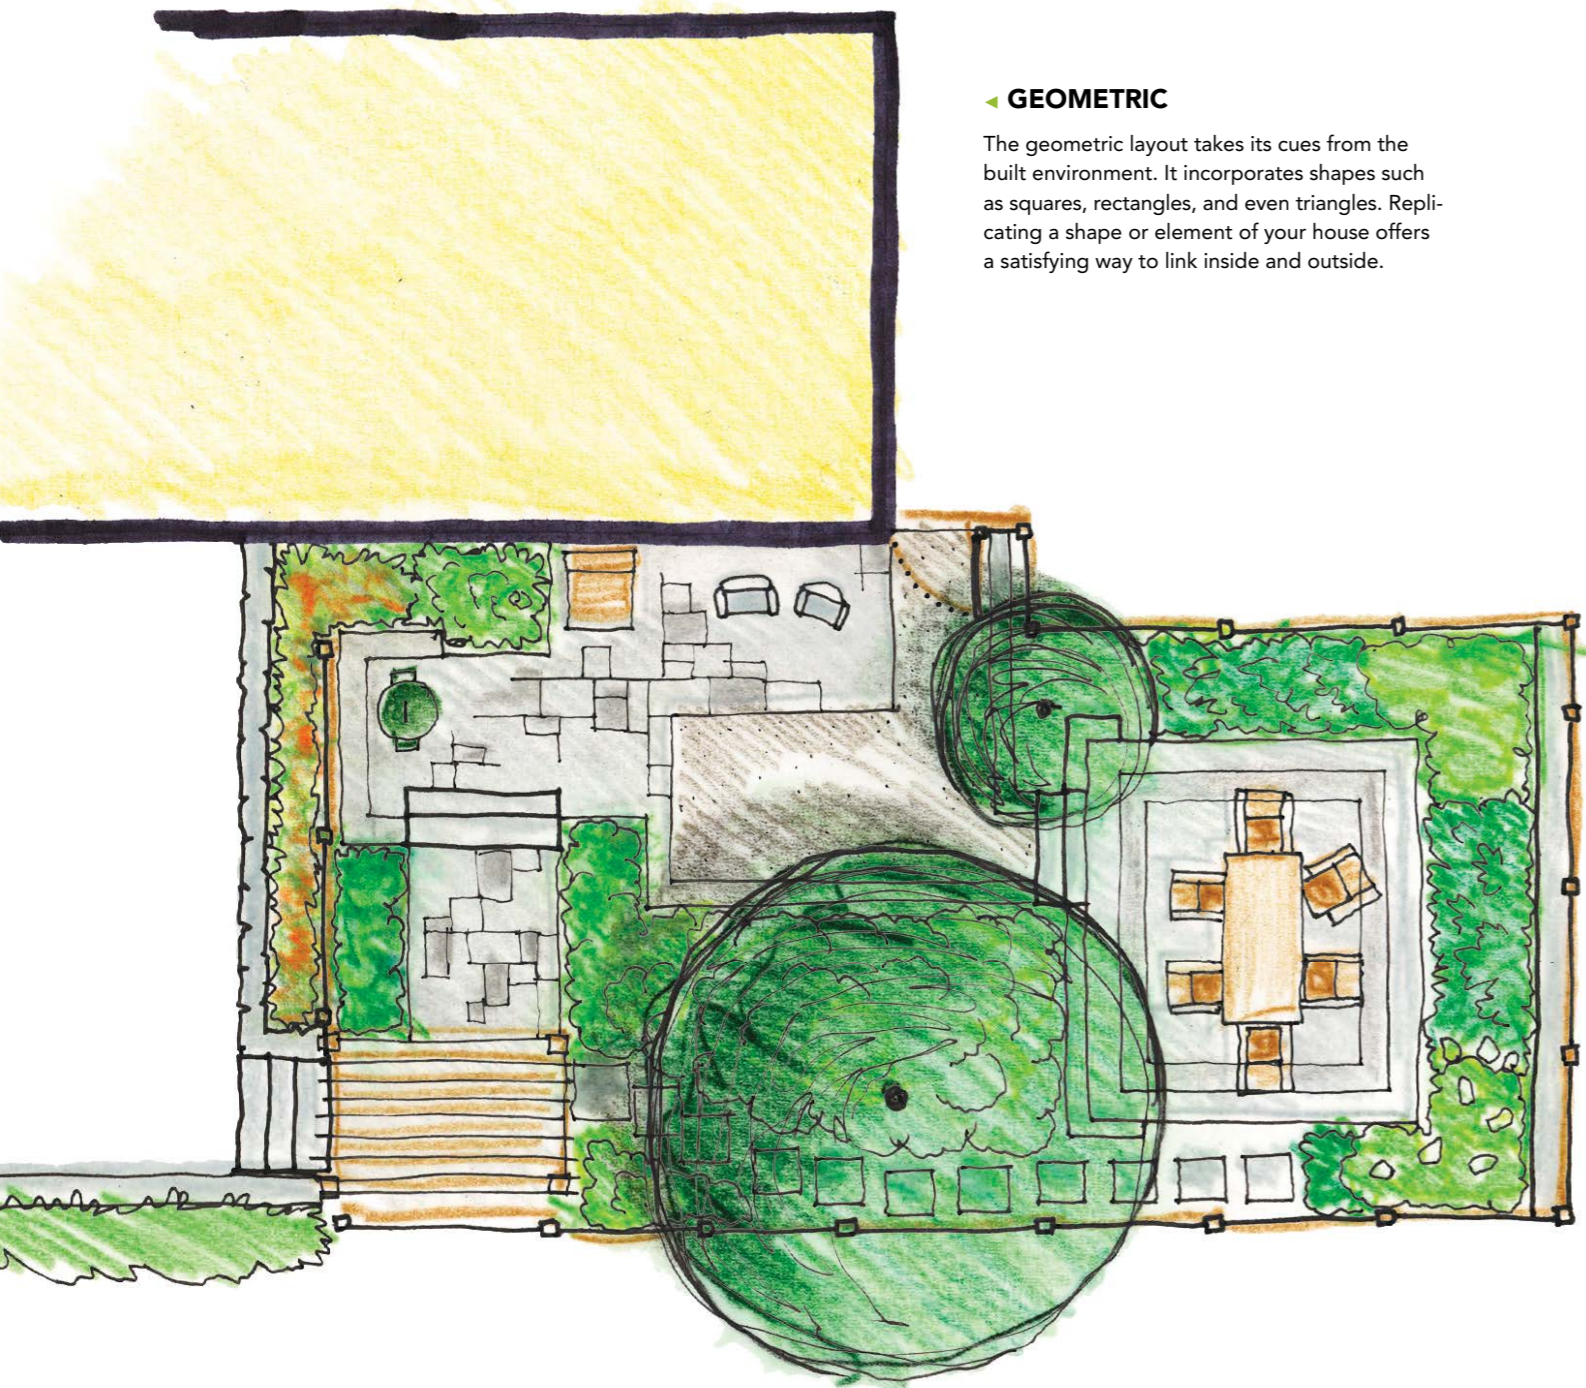 GEOMETRIC
The geometric layout takes its cues from the
built environment. It incorporates shapes such
as squares, rectangles, and even triangles. Repli-
cating a shape or element of your house offers
a satisfying way to link inside and outside.